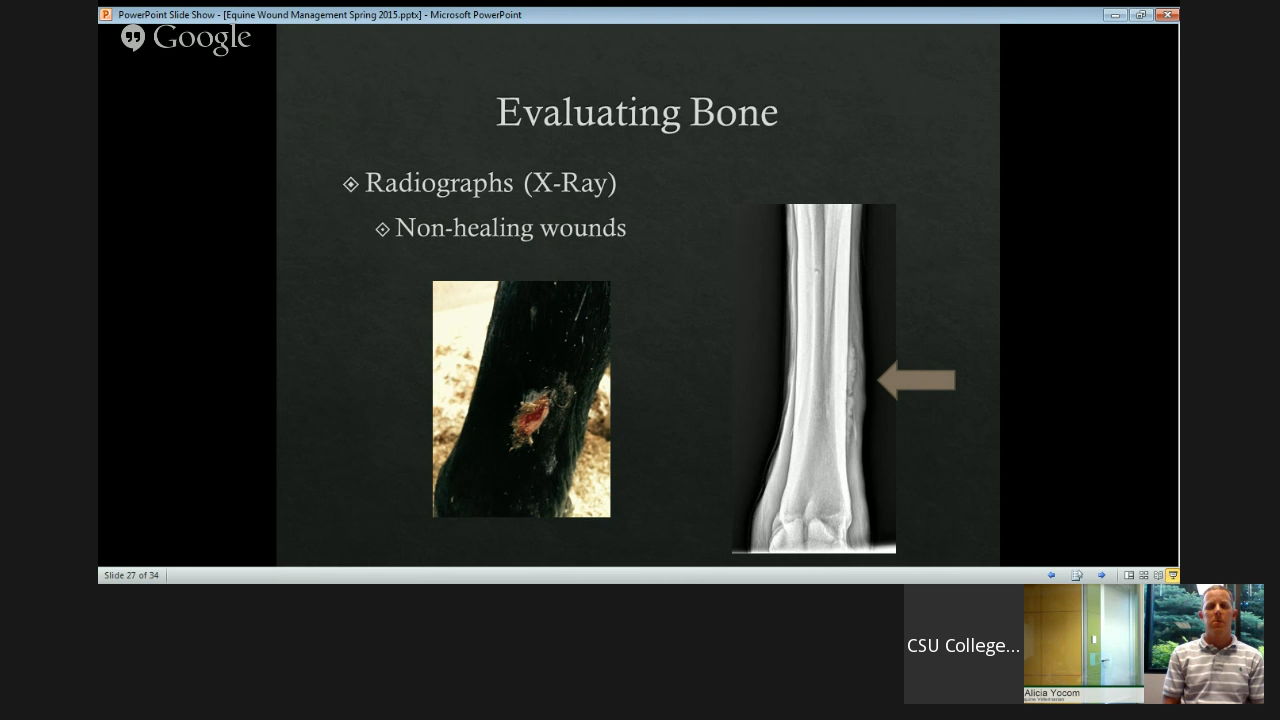 PowerPoint Slide Show - [Equine Wound Management Spring 2015.pptx] - Microsoft PowerPoint
Google
Evaluating Bone
Radiographs (X-Ray)
Non-healing wounds
Slide 27 of 34
CSU College...
Alicia Yocom